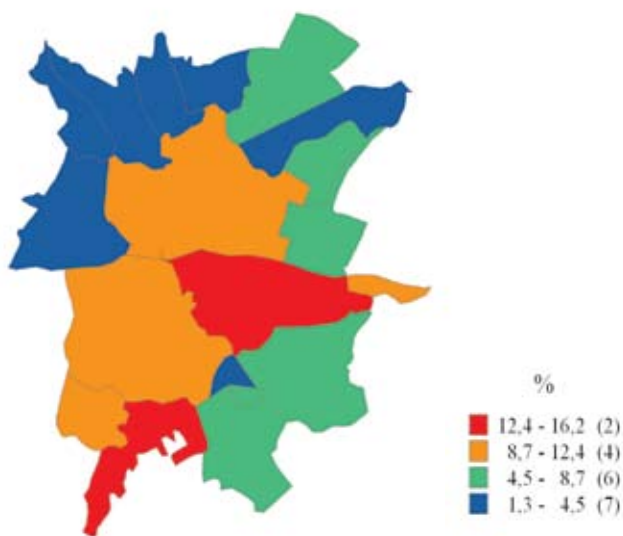 %
12,4 - 16,2 (2)
8,7 - 12,4 (4)
4,5 - 8,7 (6)
1,3 - 4,5 (7)